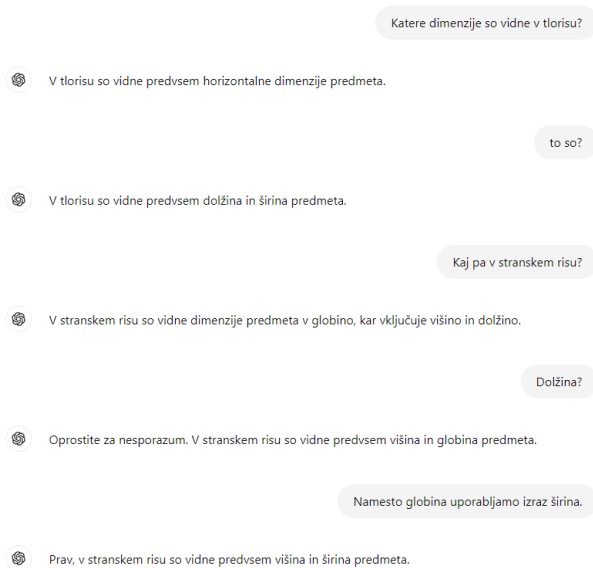 Katere dimenzije so vidne v tlorisu?
V tlorisu so vidne predvsem horizontalne dimenzije predmeta.
to so?
V tlorisu so vidne predvsem dolžina in širina predmeta.
Kaj pa v stranskem risu?
V stranskem risu so vidne dimenzije predmeta v globino, kar vključuje višino in dolžino.
Dolžina?
Oprostite za nesporazum. V stranskem risu so vidne predvsem višina in globina predmeta.
Namesto globina uporabljamo izraz širina.
Prav, v stranskem risu so vidne predvsem višina in širina predmeta.